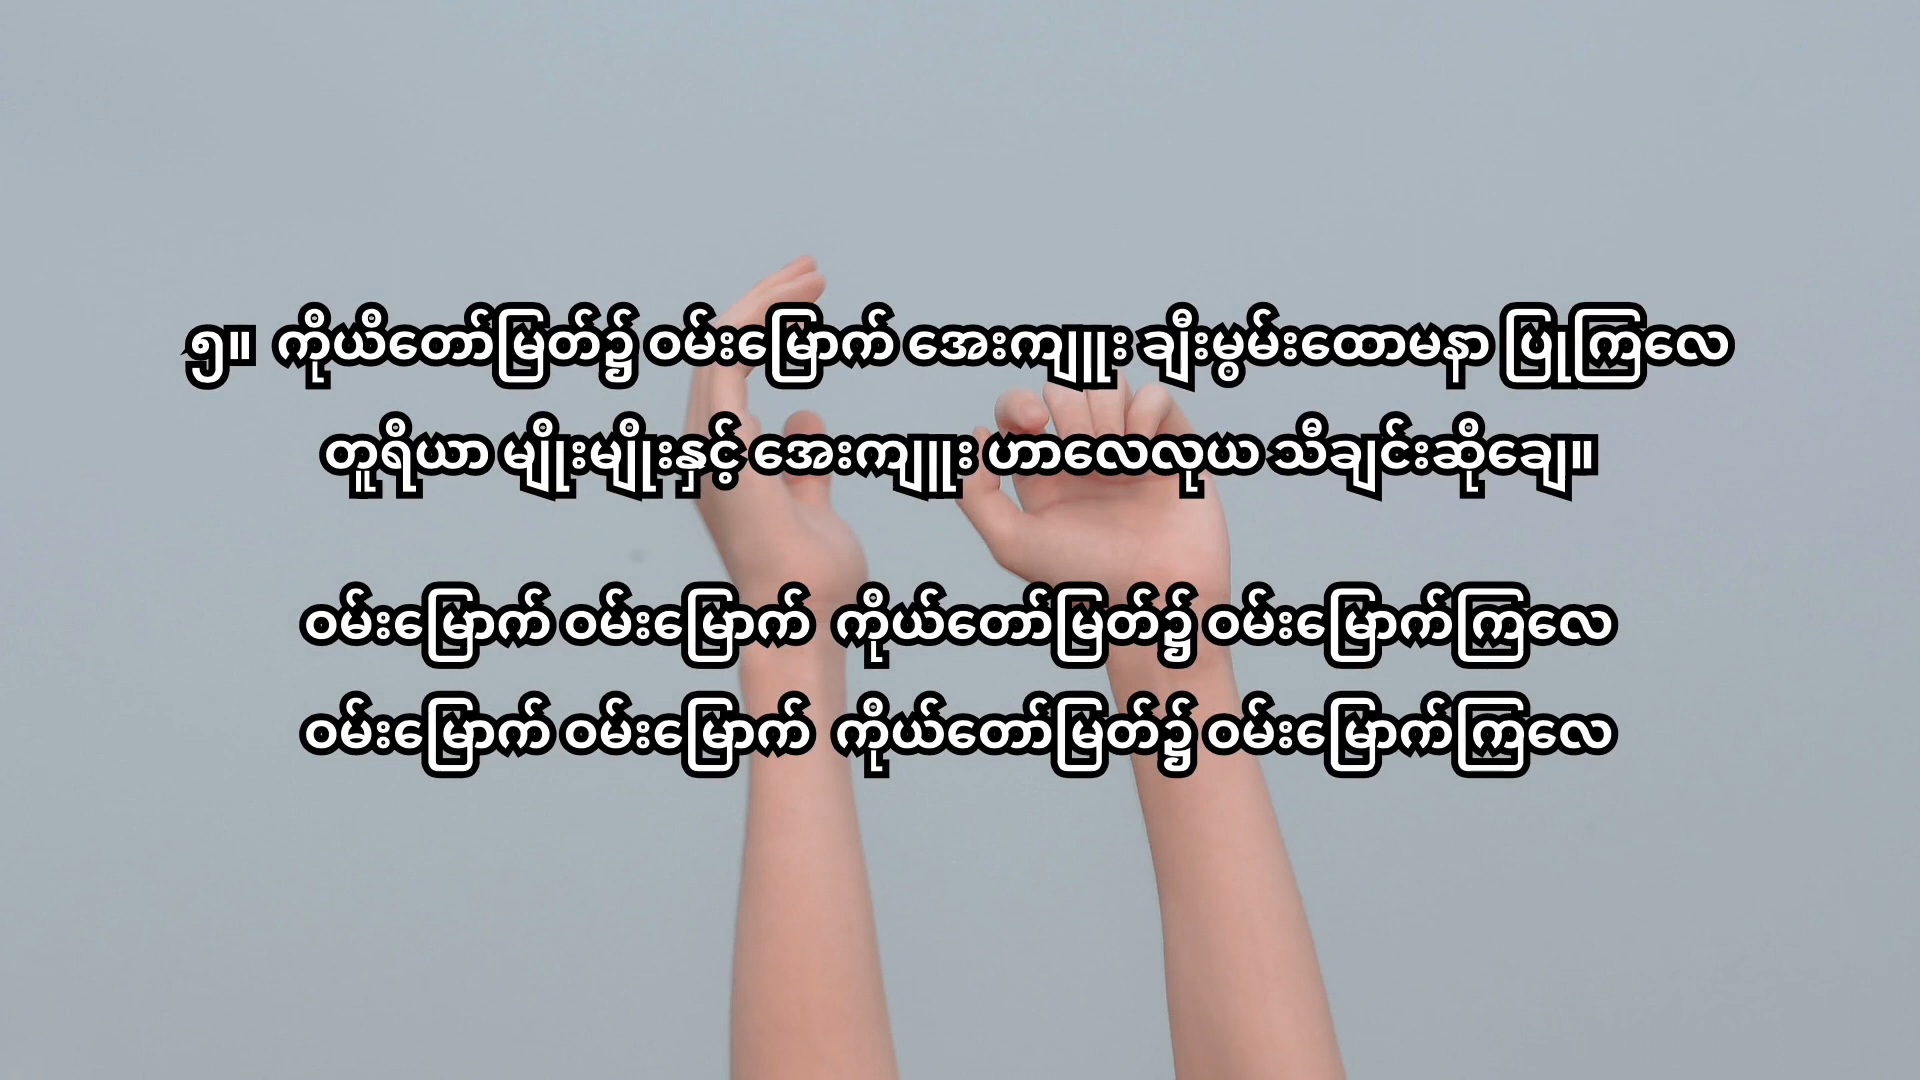 ၅။ ကိုယိတော်မြတ်၌ ဝမ်းမြောက် အေးကျူူး ချီးမွမ်းထောမနာ ပြုကြလေ
တူရိယာ မျိုးမျိုးနှင့် အေးကျူူး ဟာလေလုယ သီချင်းဆိုချေ။
ဝမ်းမြောက် ဝမ်းမြောက် ကိုယ်တော်မြတ်၌ ဝမ်းမြောက်ကြလေ
ဝမ်းမြောက် ဝမ်းမြောက် ကိုယ်တော်မြတ်၌ ဝမ်းမြောက်ကြလေ